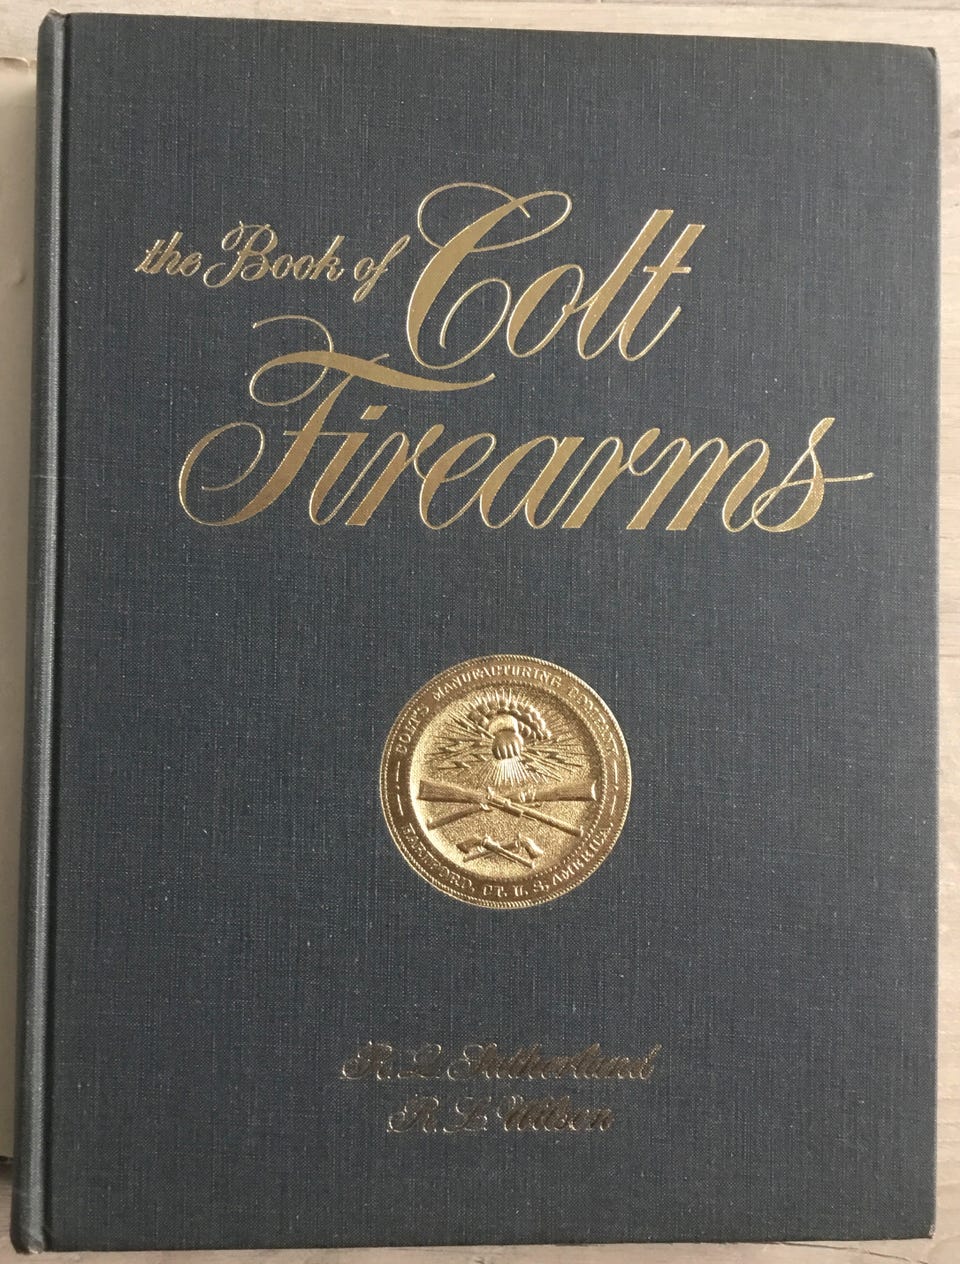 the Book of Colt
Firearms
COLT'S MANUFACTURING COMPANY
HARTFORD, CT. U.S. AMERICA
R. Q. Sutherland
R. L. Wilson